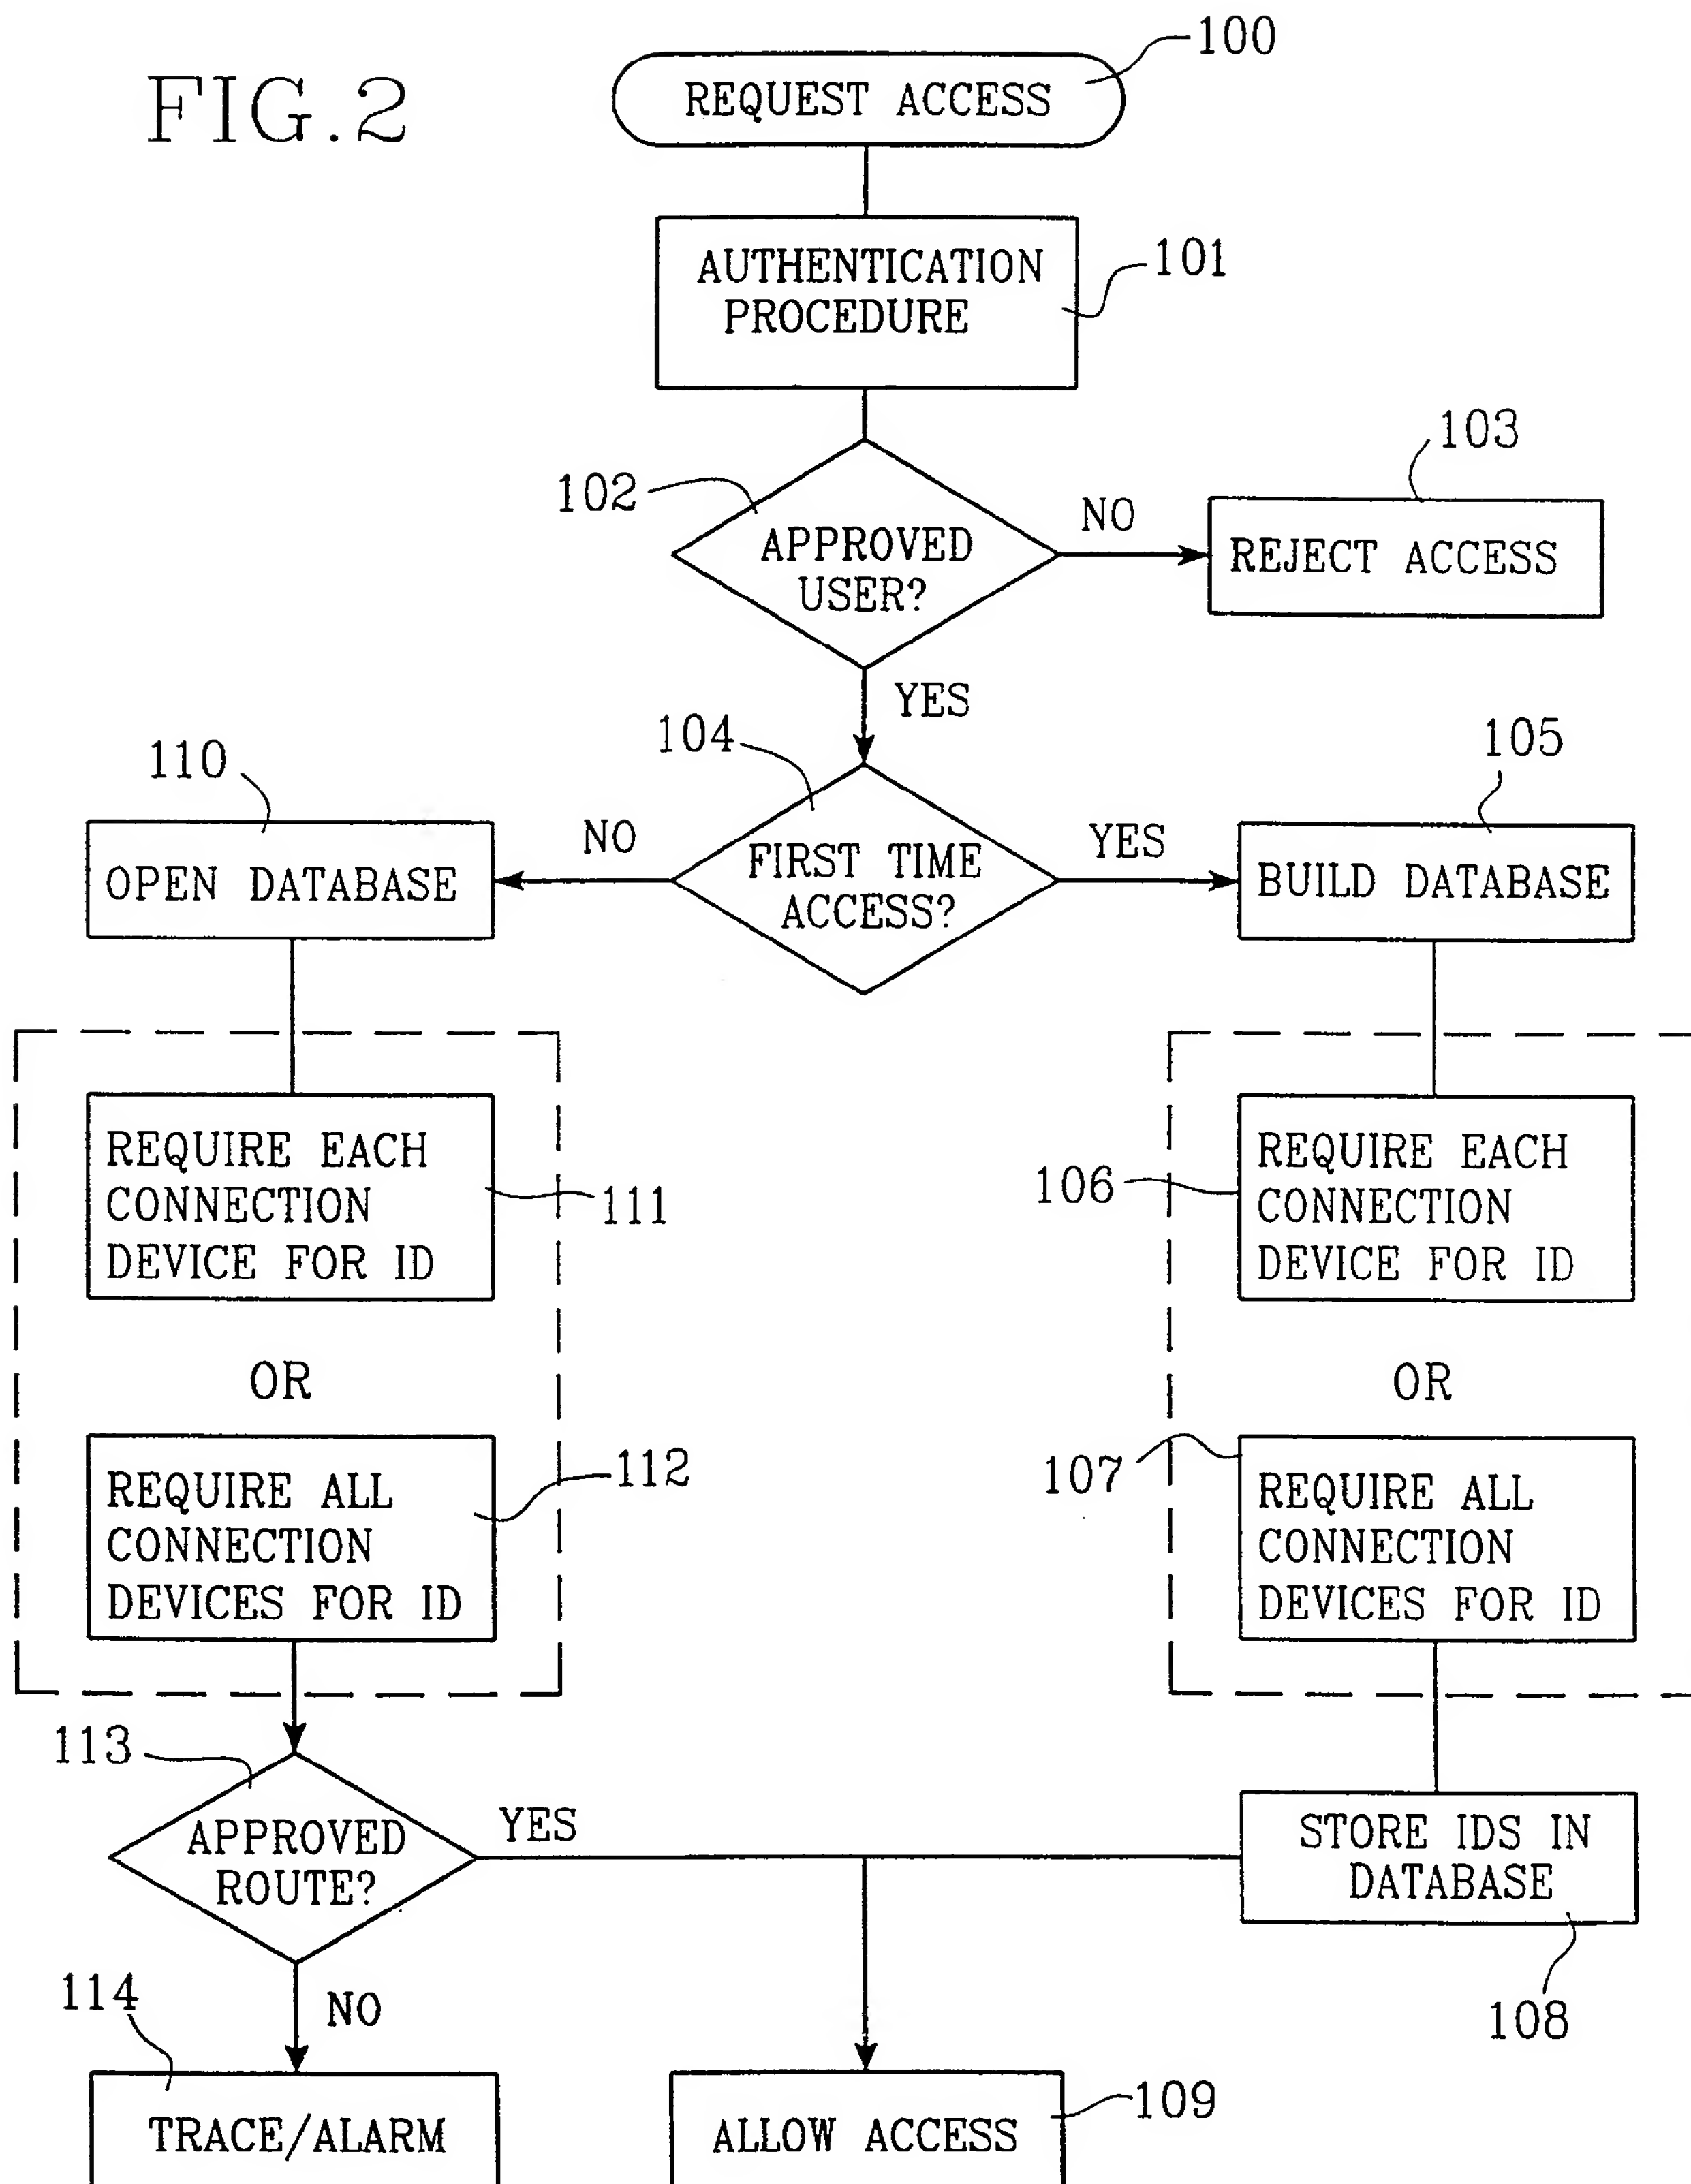 FIG.2
REQUEST ACCESS
100
AUTHENTICATION
PROCEDURE
101
102
APPROVED
USER?
NO
103
REJECT ACCESS
YES
104
FIRST TIME
ACCESS?
NO
YES
110
OPEN DATABASE
105
BUILD DATABASE
REQUIRE EACH
CONNECTION
DEVICE FOR ID
111
OR
REQUIRE ALL
CONNECTION
DEVICES FOR ID
112
106
REQUIRE EACH
CONNECTION
DEVICE FOR ID
OR
107
REQUIRE ALL
CONNECTION
DEVICES FOR ID
113
APPROVED
ROUTE?
YES
STORE IDS IN
DATABASE
108
NO
114
TRACE/ALARM
ALLOW ACCESS
109